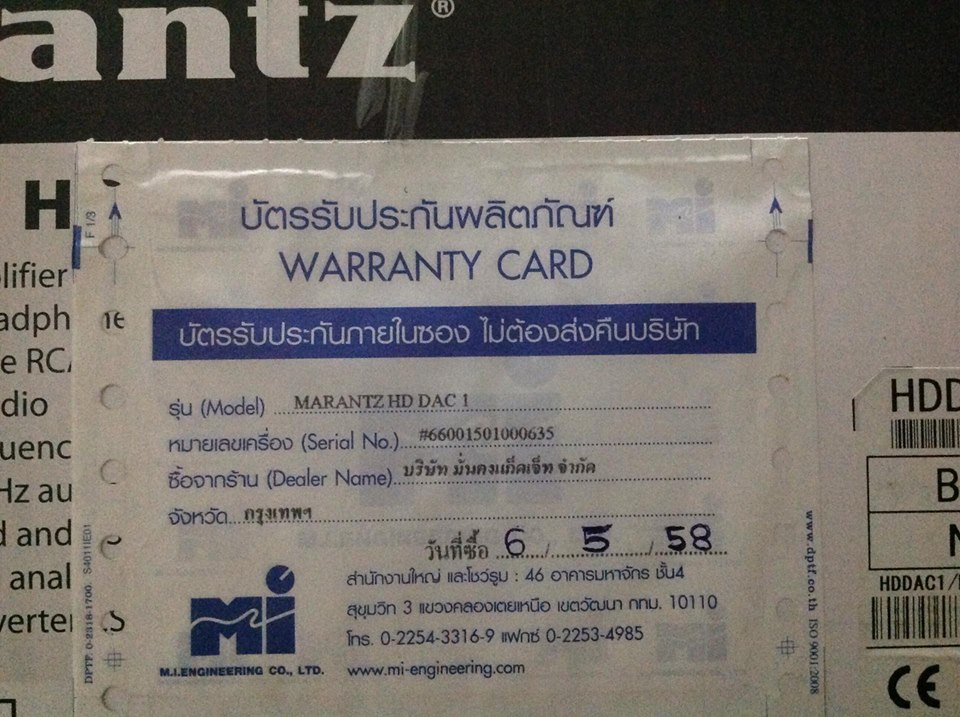 antz®
H
F 1/3
บัตรรับประกันผลิตภัณฑ์
WARRANTY CARD
บัตรรับประกันภายในซอง ไม่ต้องส่งคืนบริษัท
lifier
adph
e RC
dio
uenc
Hz au
d and
anal
verte
รุ่น (Model) MARANTZ HD DAC 1
หมายเลขเครื่อง (Serial No.) #66001501000635
ซื้อจากร้าน (Dealer Name) บริษัท มั่นคงแก็ดเจ็ท จำกัด
จังหวัด กรุงเทพฯ
วันที่ซื้อ 6 / 5 / 58
สำนักงานใหญ่ และโชว์รูม : 46 อาคารมหาจักร ชั้น4
สุขุมวิท 3 แขวงคลองเตยเหนือ เขตวัฒนา กทม. 10110
โทร. 0-2254-3316-9 แฟกซ์ 0-2253-4985
www.mi-engineering.com
mi
M.I.ENGINEERING CO., LTD.
DPTF. 0-2318-1700 S40111E01
www.dptf.co.th ISO 9001:2008
HDD
B
N
HDDAC1/
CE